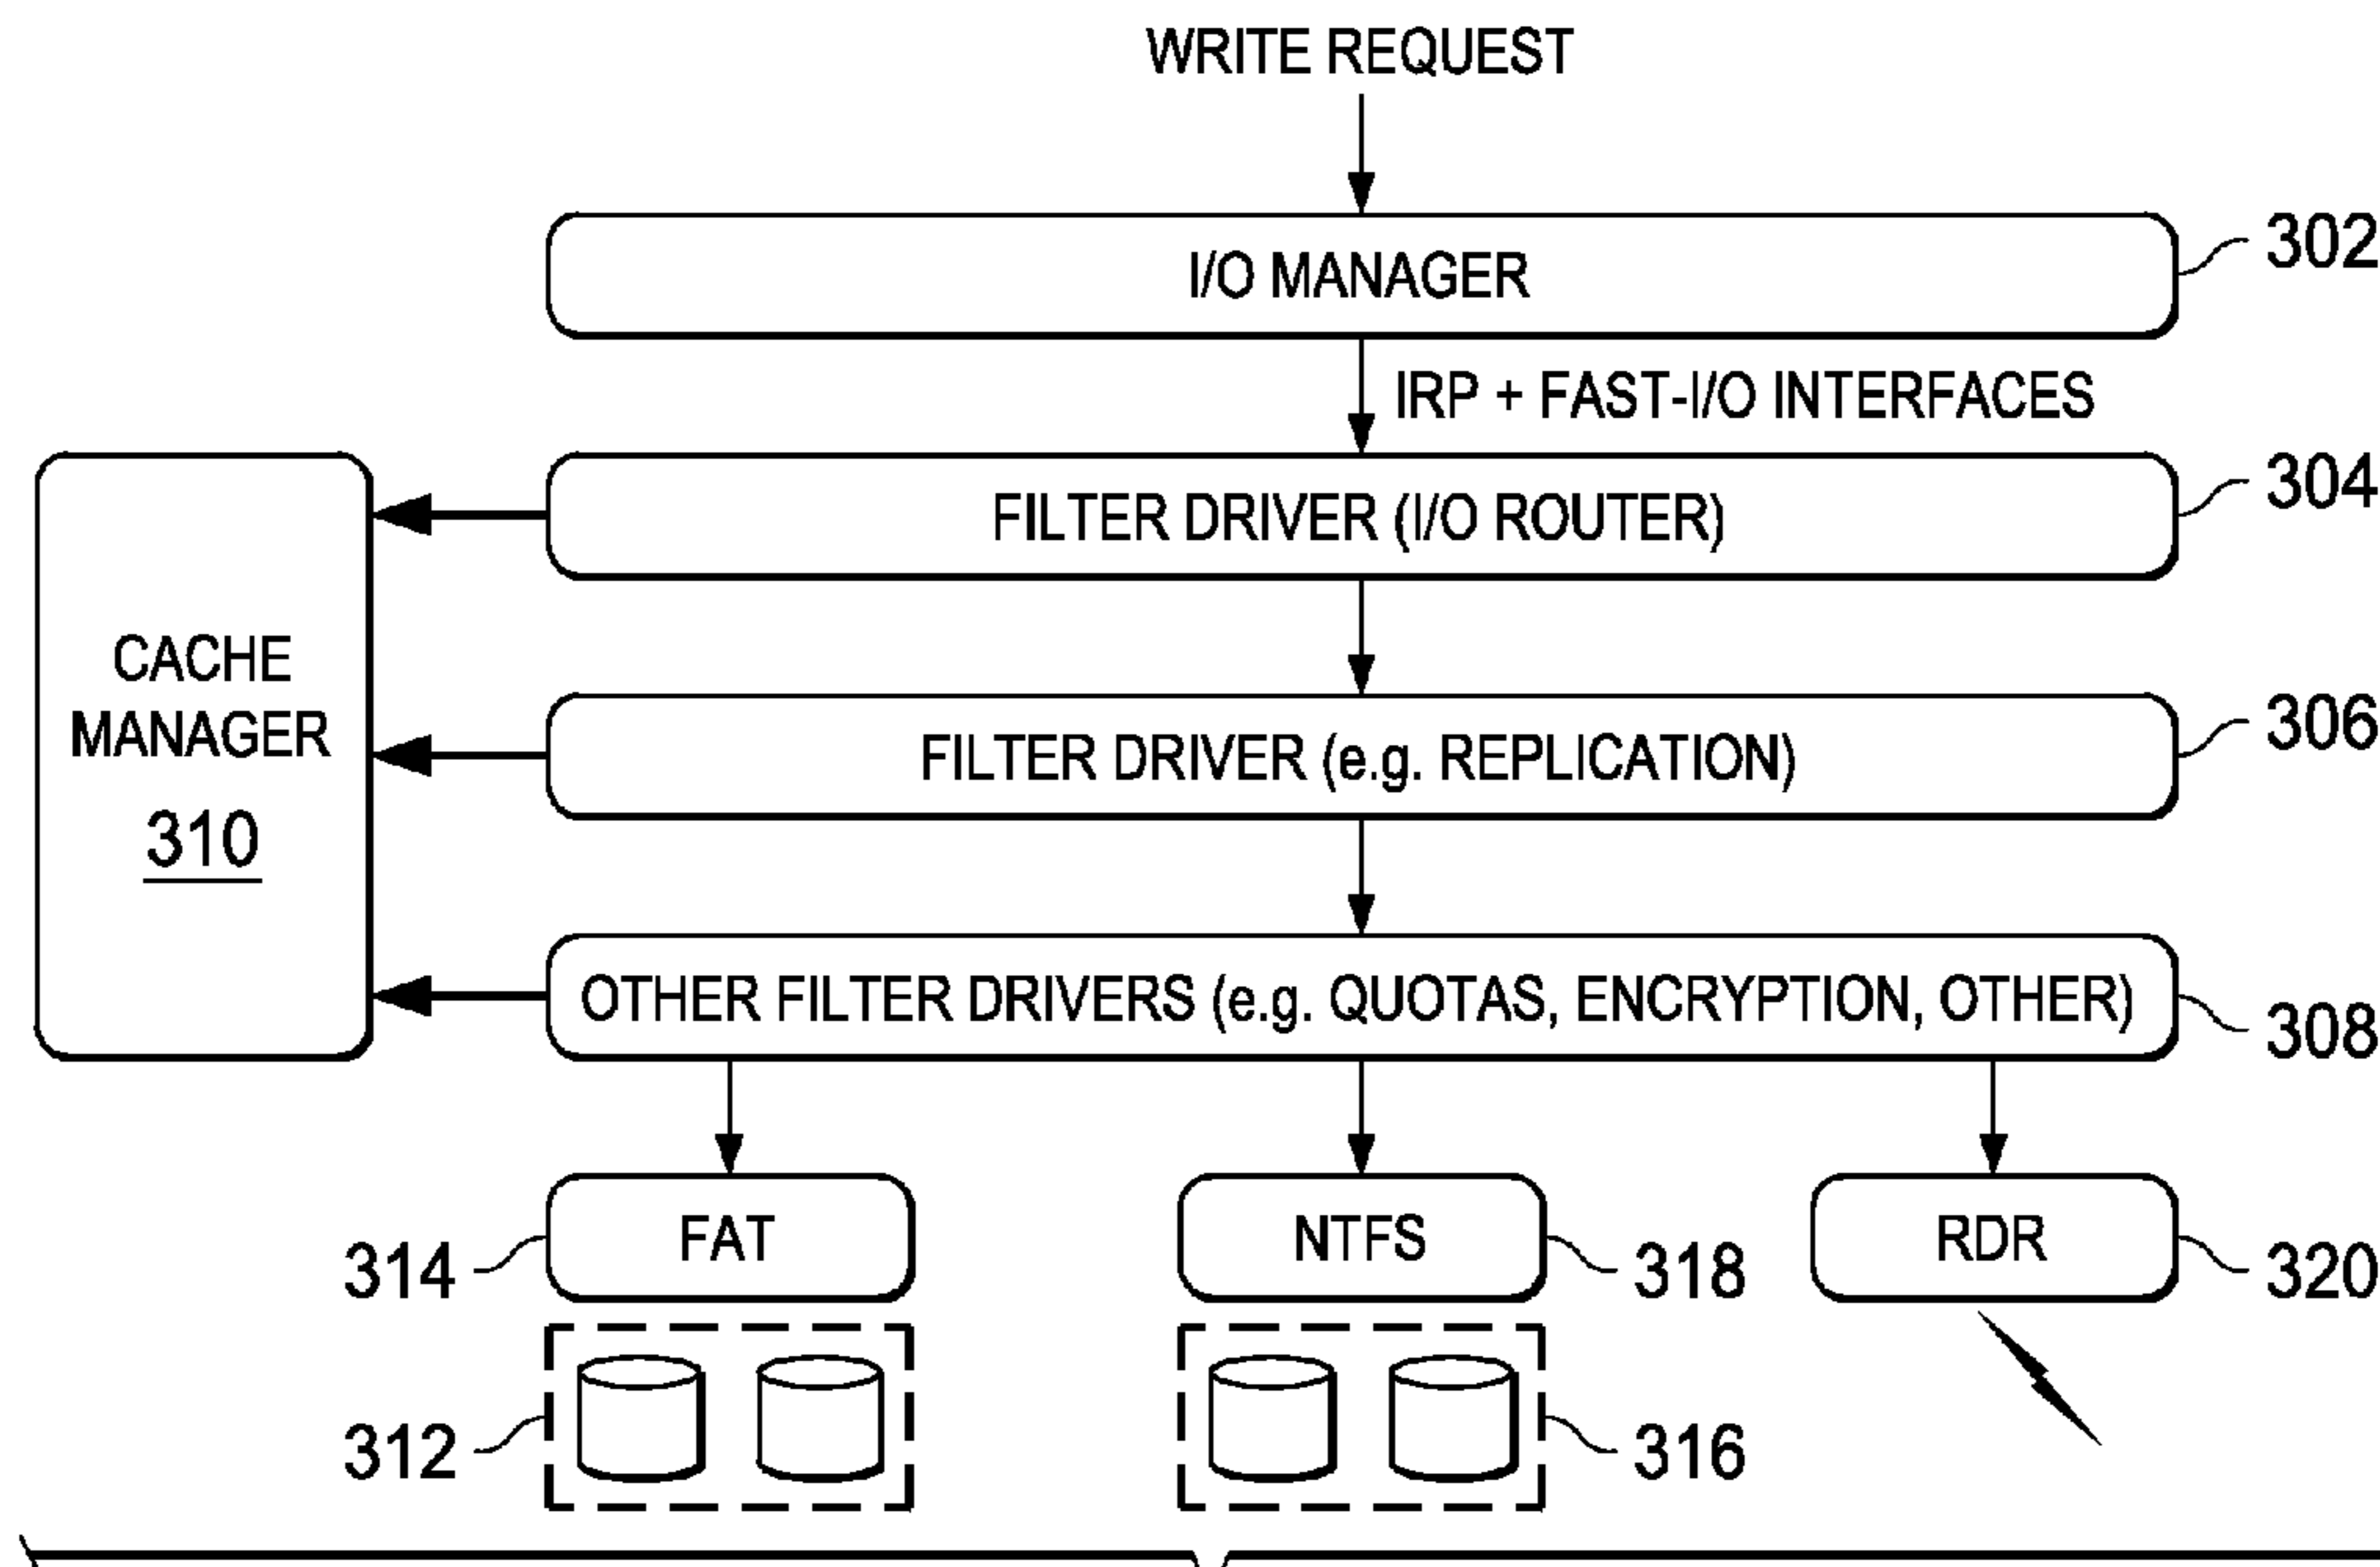 WRITE REQUEST
I/O MANAGER
302
IRP + FAST-I/O INTERFACES
FILTER DRIVER (I/O ROUTER)
304
CACHE
MANAGER
310
FILTER DRIVER (e.g. REPLICATION)
306
OTHER FILTER DRIVERS (e.g. QUOTAS, ENCRYPTION, OTHER)
308
314
FAT
NTFS
318
RDR
320
312
316